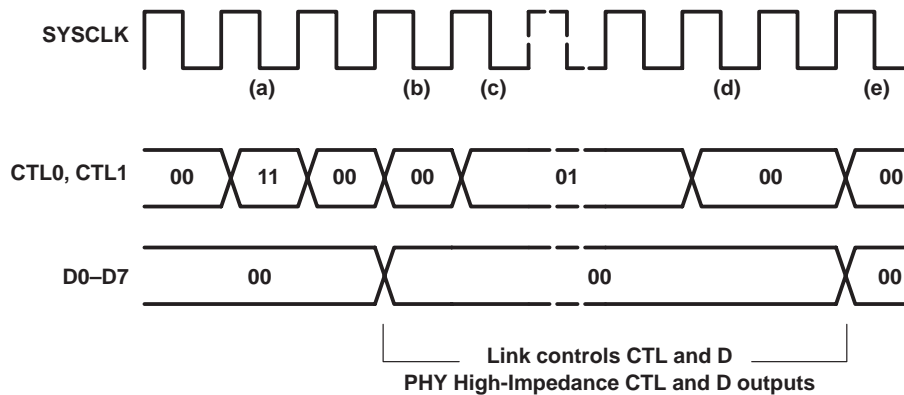 SYSCLK
(a) (b) (c) (d) (e)
CTL0, CTL1 00 11 00 00 01 00 00
D0–D7 00 00 00
Link controls CTL and D
PHY High-Impedance CTL and D outputs